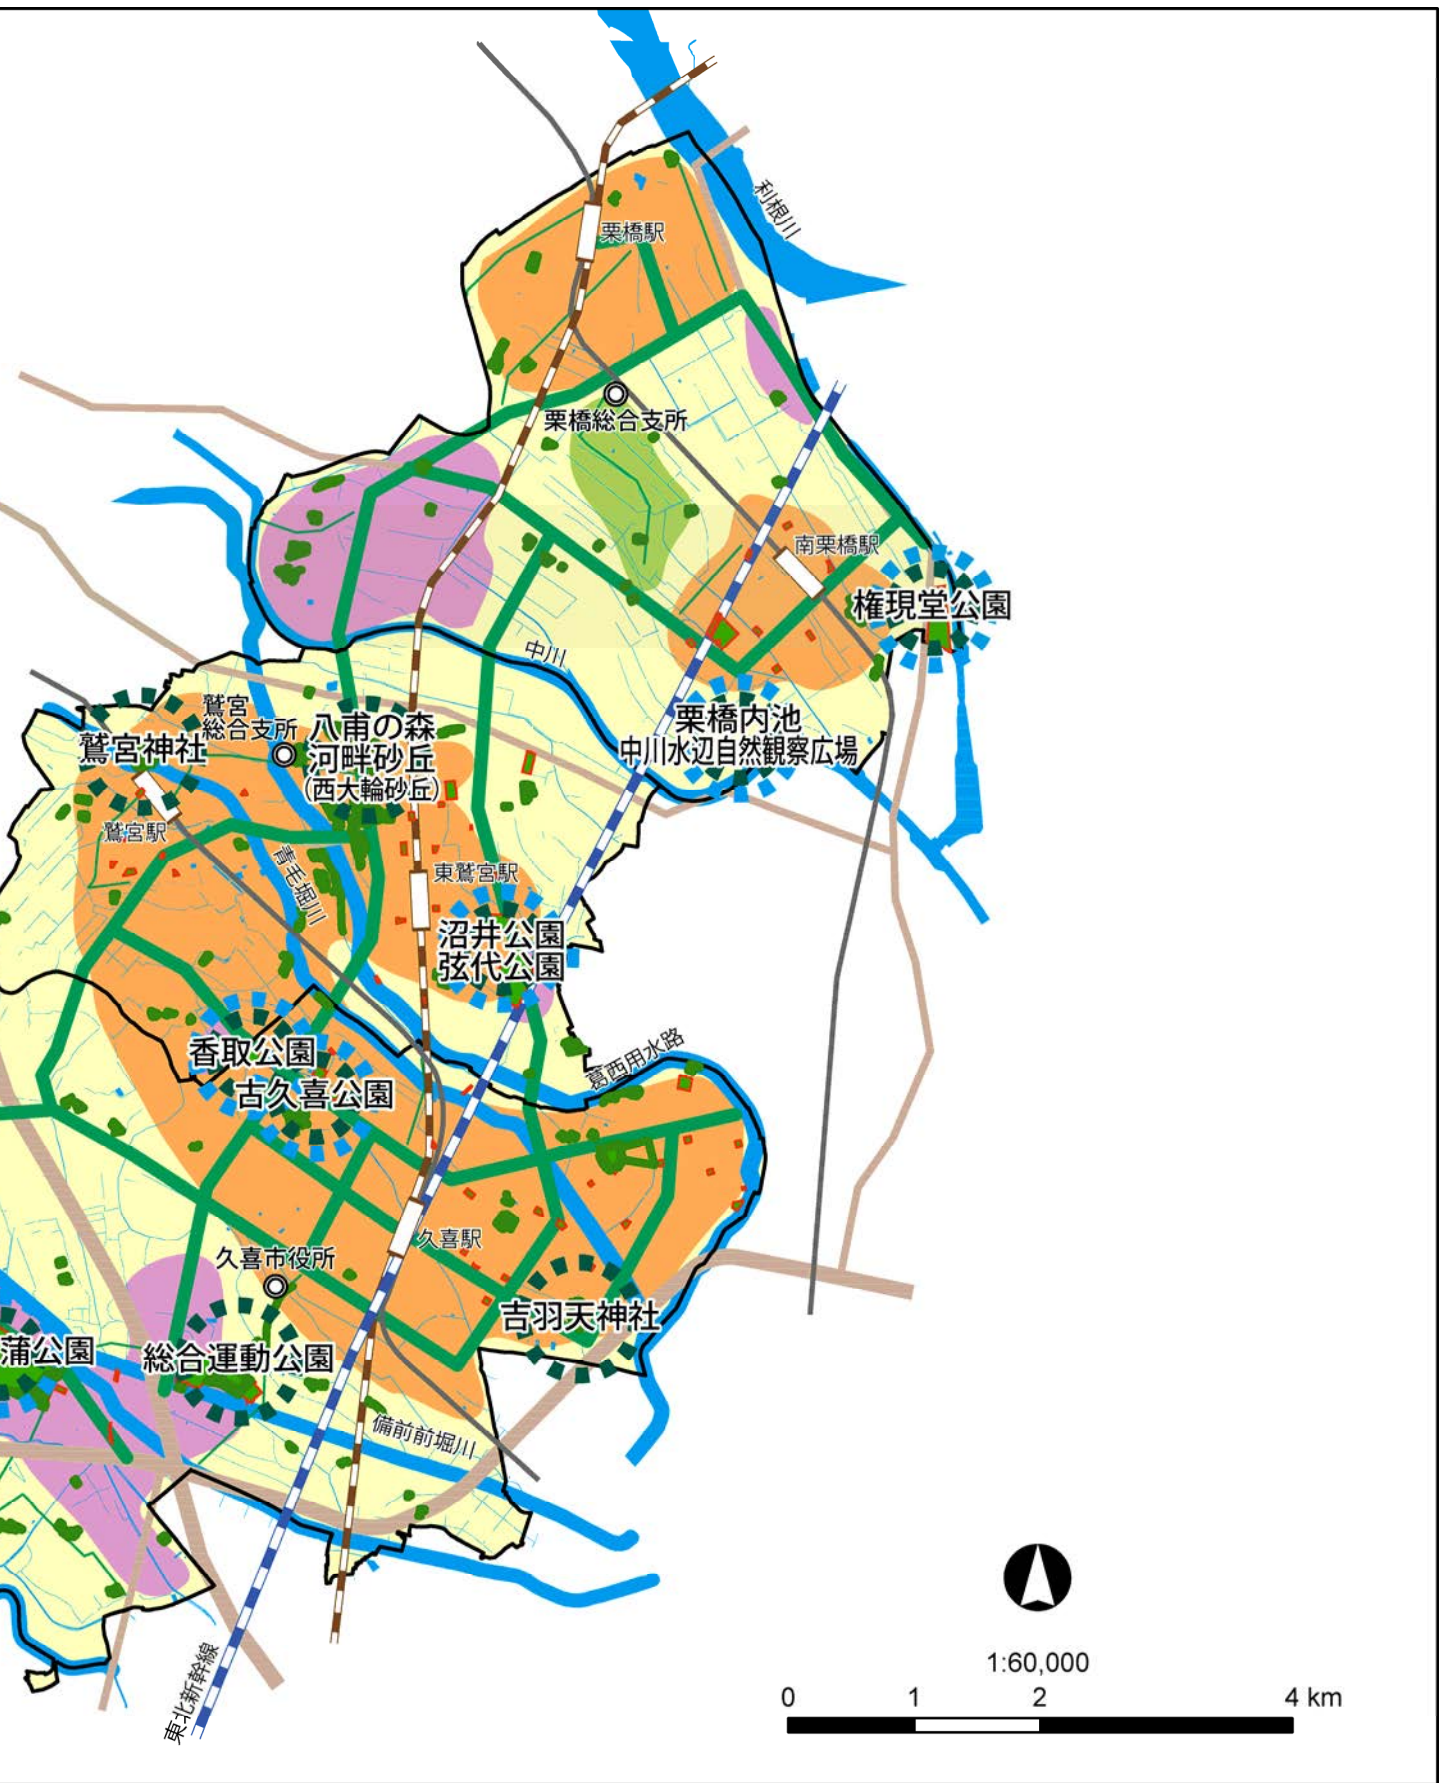 利根川
栗橋駅
栗橋総合支所
南栗橋駅
権現堂公園
中川
鷲宮
総合支所
八甫の森
河畔砂丘
(西大輪砂丘)
栗橋内池
中川水辺自然観察広場
鷲宮神社
鷲宮駅
青毛堀川
東鷲宮駅
沼井公園
弦代公園
香取公園
古久喜公園
葛西用水路
久喜駅
久喜市役所
吉羽天神社
蒲公園
総合運動公園
備前前堀川
東北新幹線
1:60,000
0 1 2 4 km